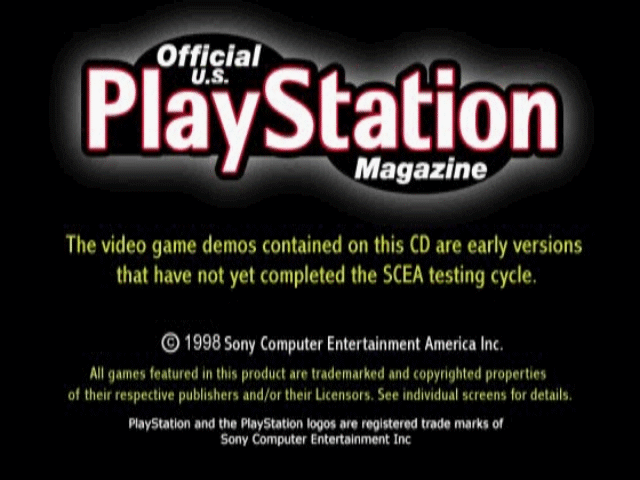 Official
U.S.
PlayStation
Magazine
The video game demos contained on this CD are early versions
that have not yet completed the SCEA testing cycle.
© 1998 Sony Computer Entertainment America Inc.
All games featured in this product are trademarked and copyrighted properties
of their respective publishers and/or their Licensors. See individual screens for details.
PlayStation and the PlayStation logos are registered trade marks of
Sony Computer Entertainment Inc